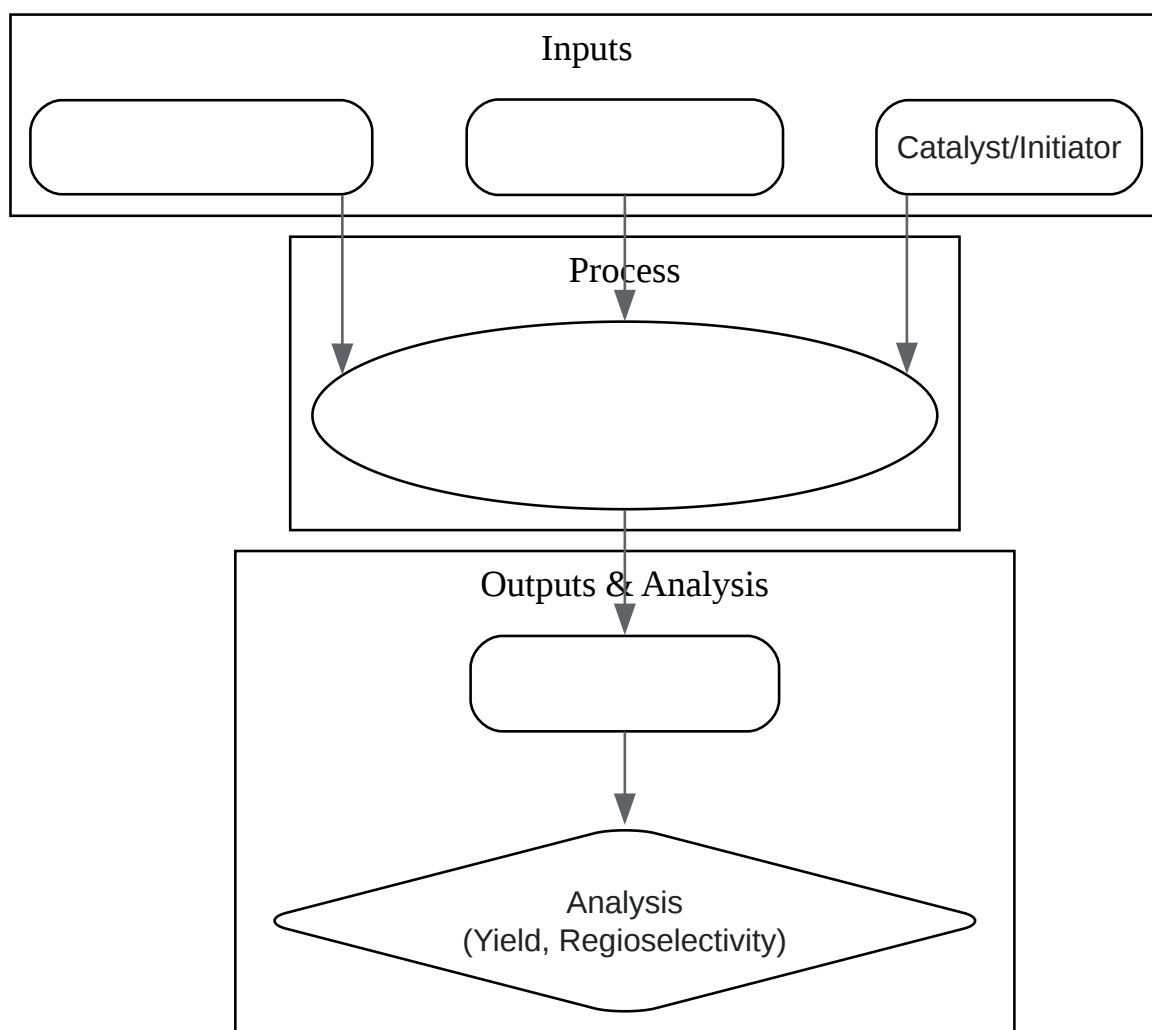 Inputs
Catalyst/Initiator
Process
Outputs & Analysis
Analysis
(Yield, Regioselectivity)